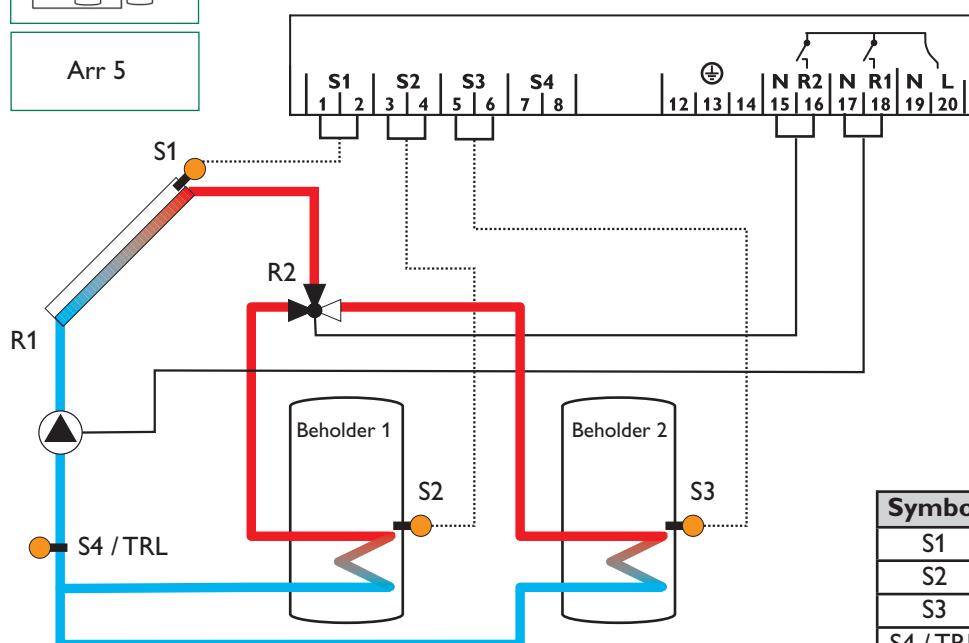 Arr 5
S1 S2 S3 S4 N R2 N R1 N L
1 2 3 4 5 6 7 8 12 13 14 15 16 17 18 19 20
S1
R2
R1
Beholder 1
Beholder 2
S2
S3
S4 / TRL
Symbo
S1
S2
S3
S4 / TRL